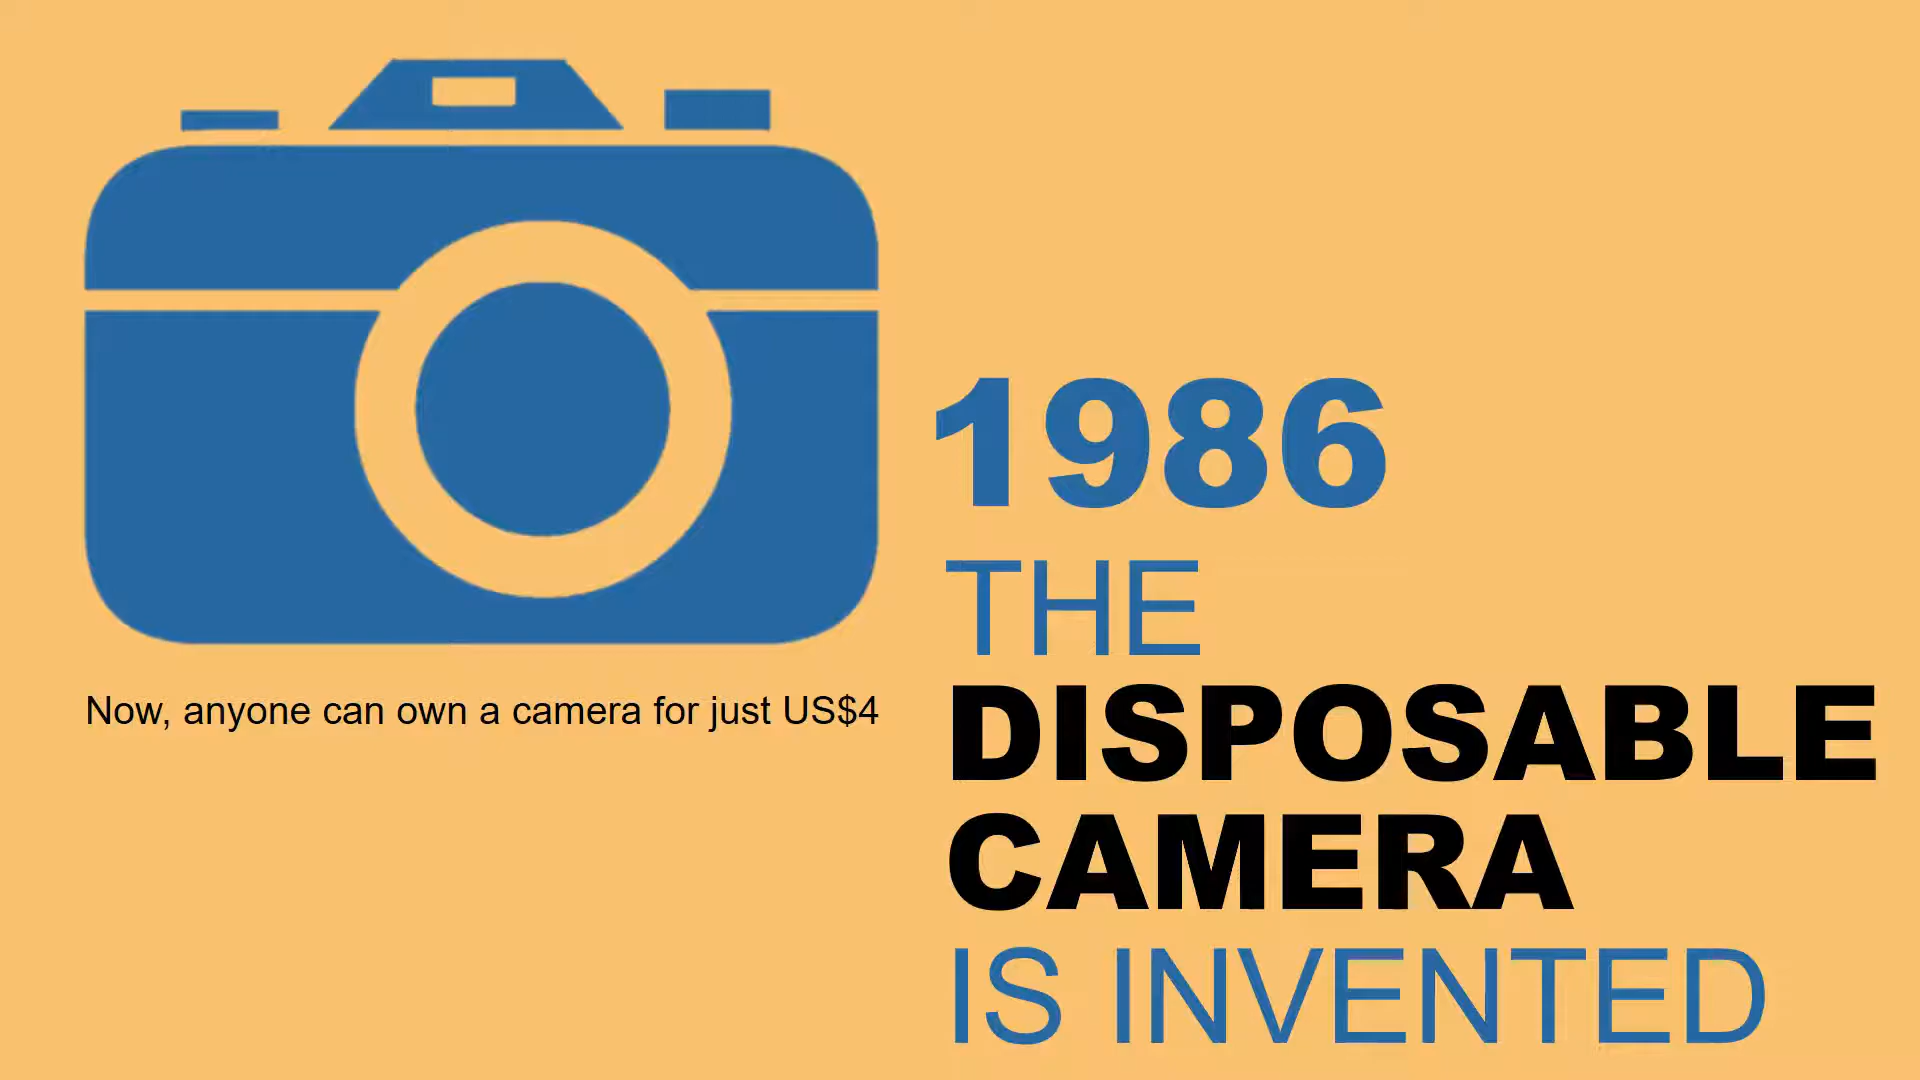 Now, anyone can own a camera for just US$4
1986
THE
DISPOSABLE
CAMERA
IS INVENTED